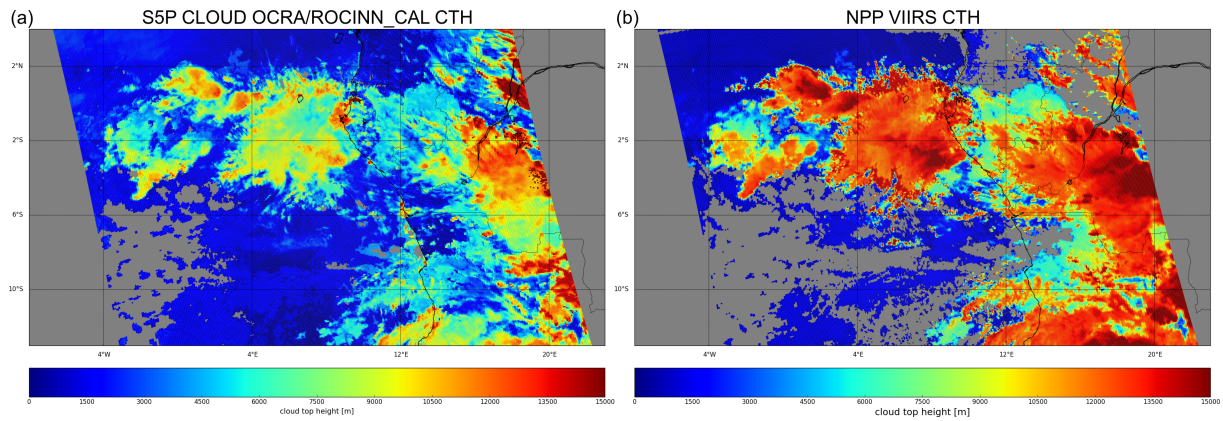 (a) S5P CLOUD OCRA/ROCINN_CAL CTH
2°N
2°S
6°S
10°S
4°W 4°E 12°E 20°E
0 1500 3000 4500 6000 7500 9000 10500 12000 13500 15000
cloud top height [m]
(b) NPP VIIRS CTH
2°N
2°S
6°S
10°S
4°W 4°E 12°E 20°E
0 1500 3000 4500 6000 7500 9000 10500 12000 13500 15000
cloud top height [m]